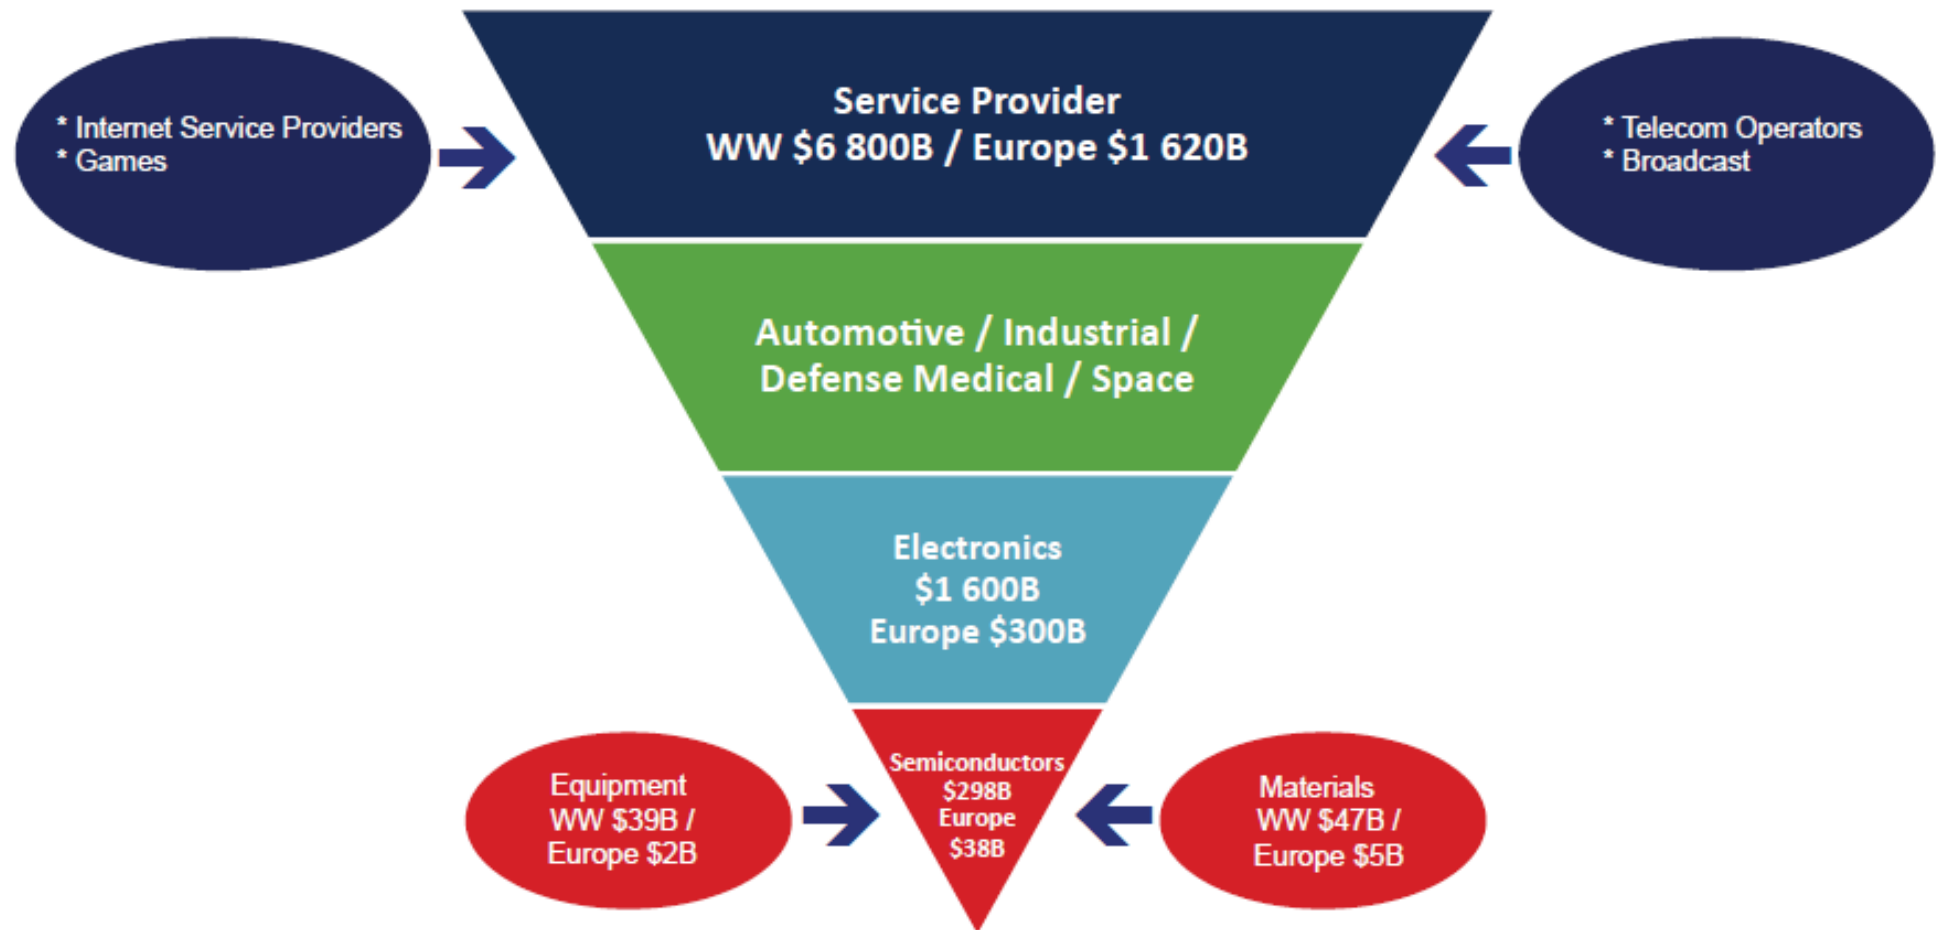 * Internet Service Providers
* Games
Service Provider
WW $6 800B / Europe $1 620B
* Telecom Operators
* Broadcast
Automotive / Industrial /
Defense Medical / Space
Electronics
$1 600B
Europe $300B
Equipment
WW $39B /
Europe $2B
Semiconductors
$298B
Europe
$38B
Materials
WW $47B /
Europe $5B